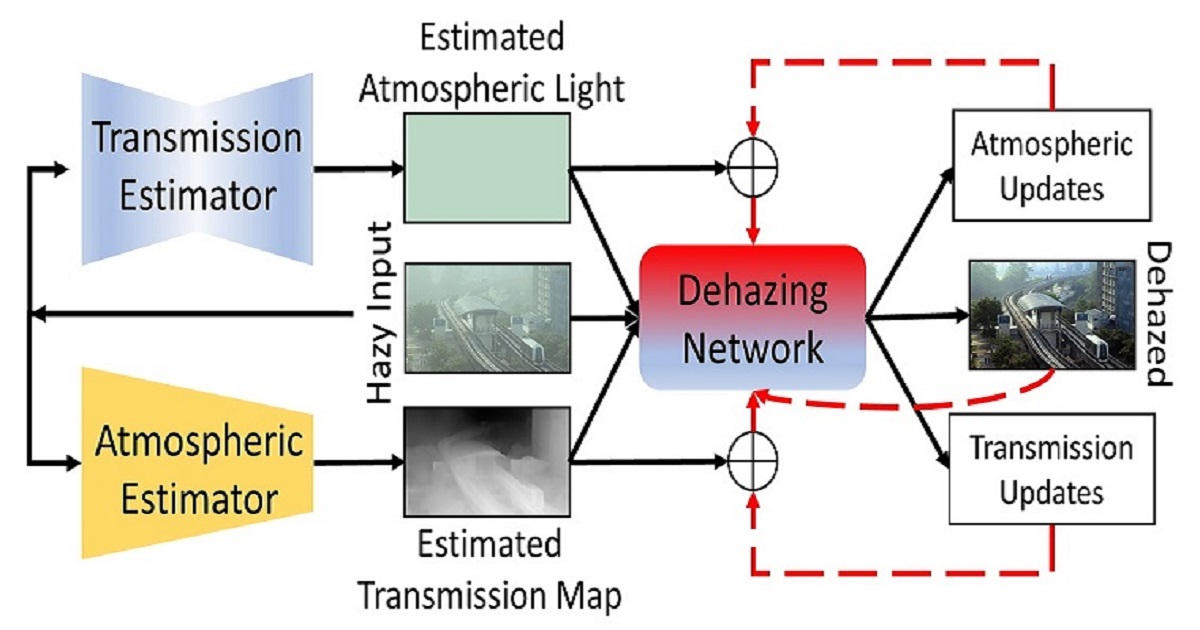 Estimated
Atmospheric Light
Transmission
Estimator
Atmospheric
Updates
Hazy Input
Dehazing
Network
Dehazed
Atmospheric
Estimator
Transmission
Updates
Estimated
Transmission Map